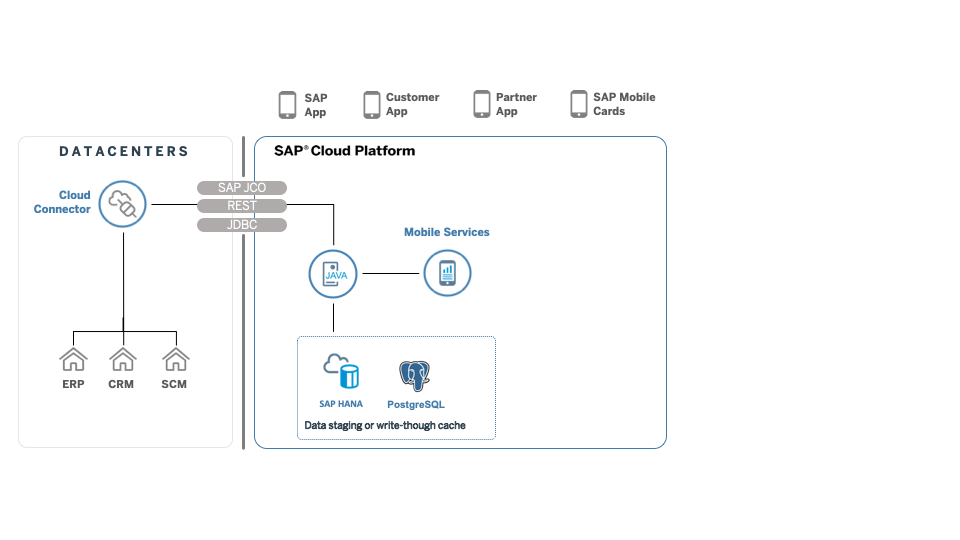 SAP
App
Customer
App
Partner
App
SAP Mobile
Cards
DATACENTERS
SAP® Cloud Platform
Cloud
Connector
SAP JCO
REST
JDBC
Mobile Services
JAVA
ERP
CRM
SCM
SAP HANA
PostgreSQL
Data staging or write-though cache